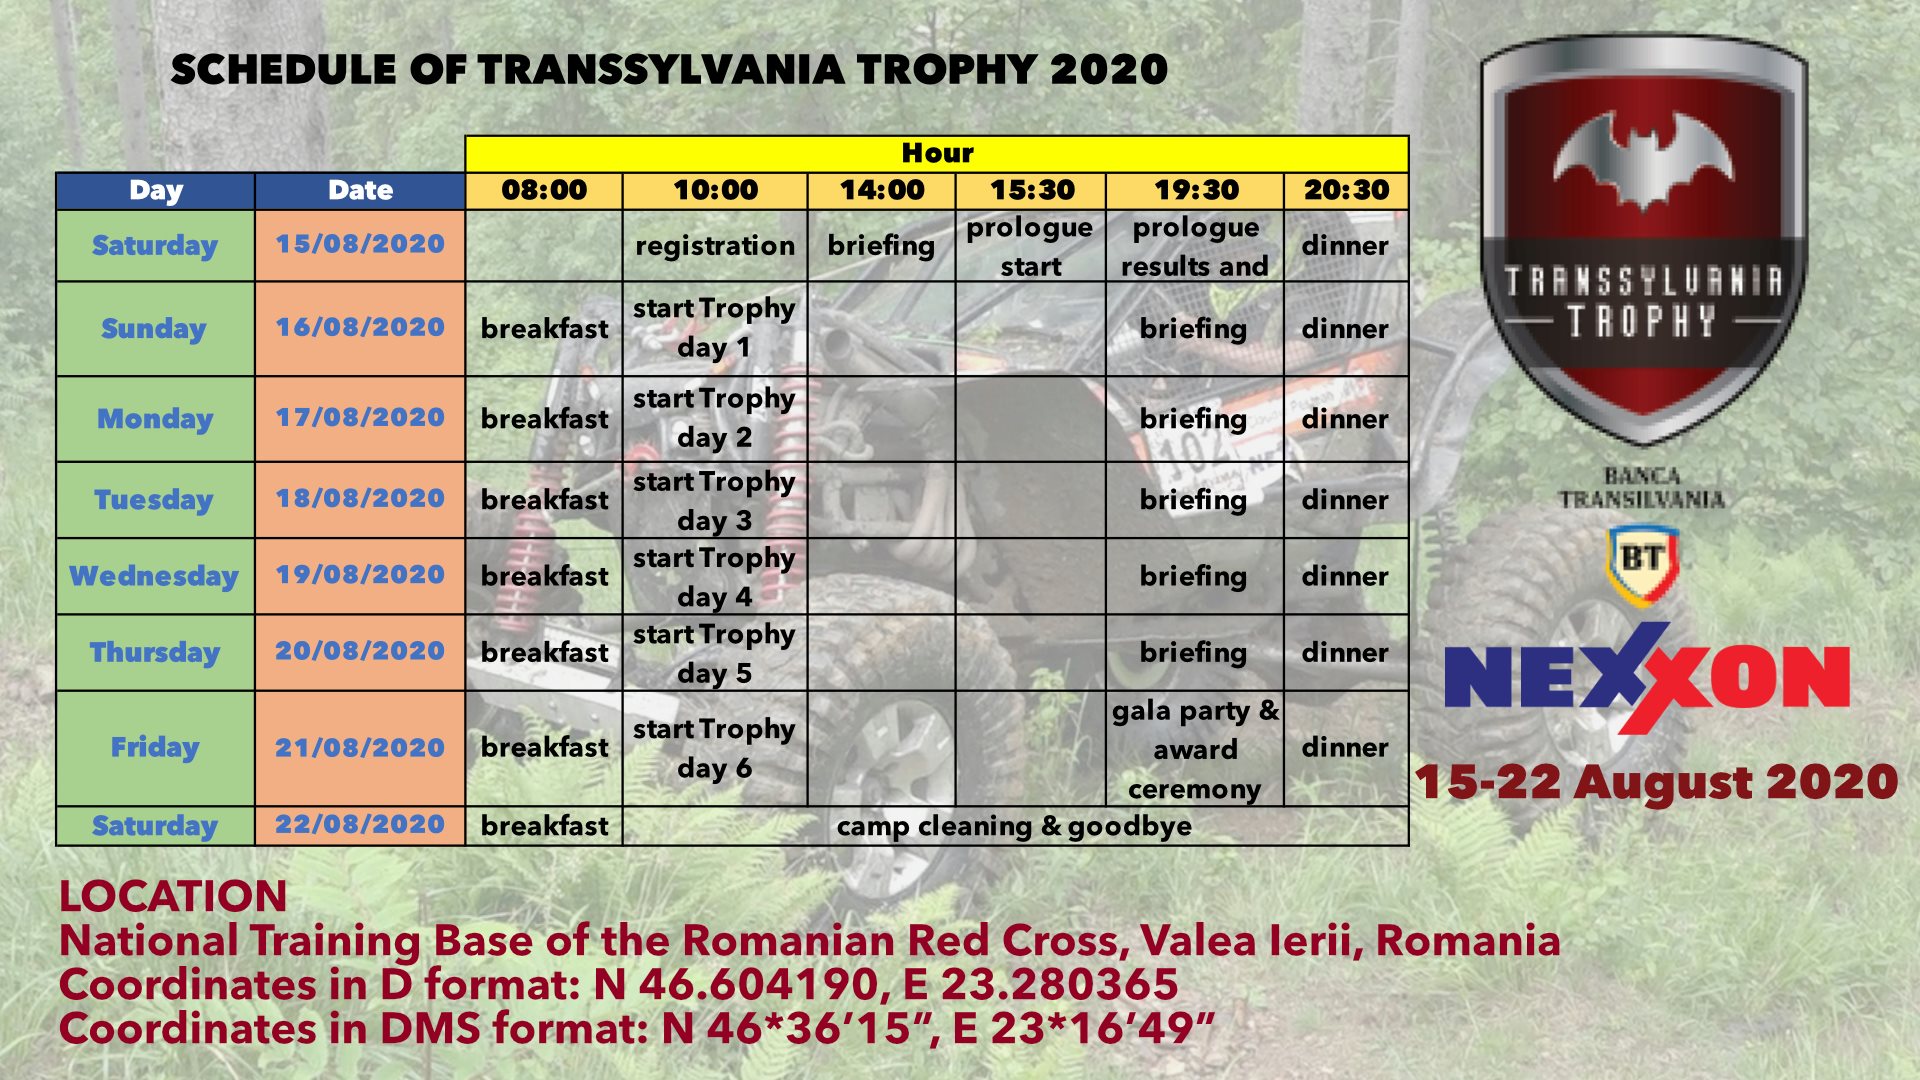 SCHEDULE OF TRANSSYLVANIA TROPHY 2020
Hour
Day Date 08:00 10:00 14:00 15:30 19:30 20:30
Saturday 15/08/2020 registration briefing prologue start prologue results and dinner
Sunday 16/08/2020 breakfast start Trophy day 1 briefing dinner
Monday 17/08/2020 breakfast start Trophy day 2 briefing dinner
Tuesday 18/08/2020 breakfast start Trophy day 3 briefing dinner
Wednesday 19/08/2020 breakfast start Trophy day 4 briefing dinner
Thursday 20/08/2020 breakfast start Trophy day 5 briefing dinner
Friday 21/08/2020 breakfast start Trophy day 6 gala party & award ceremony dinner
Saturday 22/08/2020 breakfast camp cleaning & goodbye
TRANSSYLVANIA
TROPHY
BANCA
TRANSILVANIA
BT
NEXXON
15-22 August 2020
102
LOCATION
National Training Base of the Romanian Red Cross, Valea Ierii, Romania
Coordinates in D format: N 46.604190, E 23.280365
Coordinates in DMS format: N 46*36’15”, E 23*16’49”